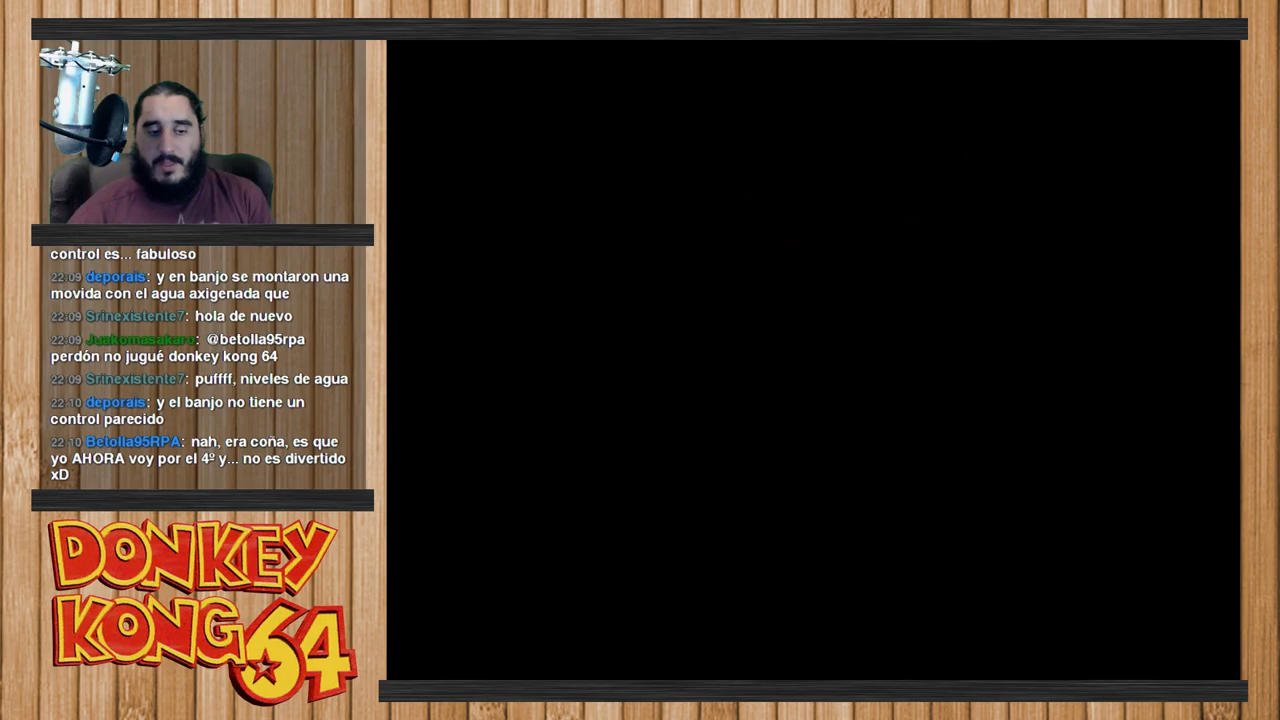 control es... fabuloso
22:09 deporais: y en banjo se montaron una
movida con el agua axigenada que
22:09 Srinexistente7: hola de nuevo
22:09 Juakomasakaro: @betolla95rpa
perdón no jugué donkey kong 64
22:09 Srinexistente7: puffff, niveles de agua
22:10 deporais: y el banjo no tiene un
control parecido
22:10 Betolla95RPA: nah, era coña, es que
yo AHORA voy por el 4º y... no es divertido
xD
DONKEY
KONG 64